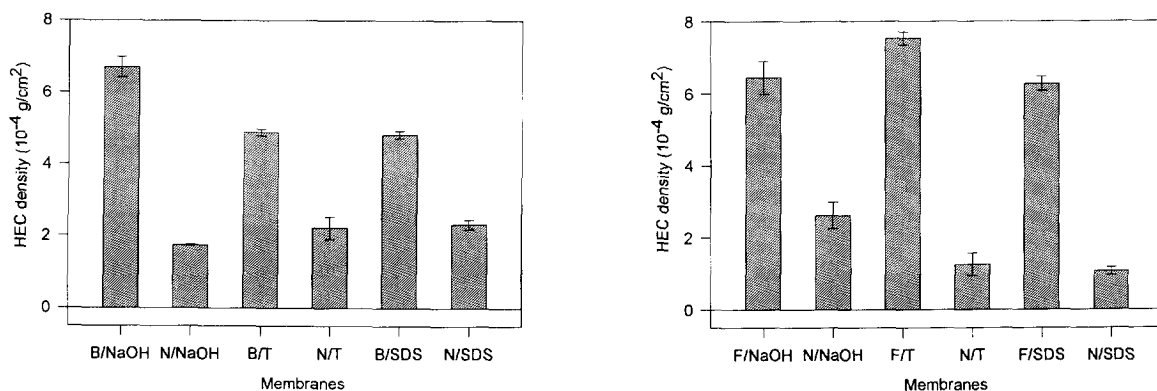 8
6
4
2
0
HEC density (10⁻⁴ g/cm²)
B/NaOH N/NaOH B/T N/T B/SDS N/SDS
Membranes
8
6
4
2
0
HEC density (10⁻⁴ g/cm²)
F/NaOH N/NaOH F/T N/T F/SDS N/SDS
Membranes